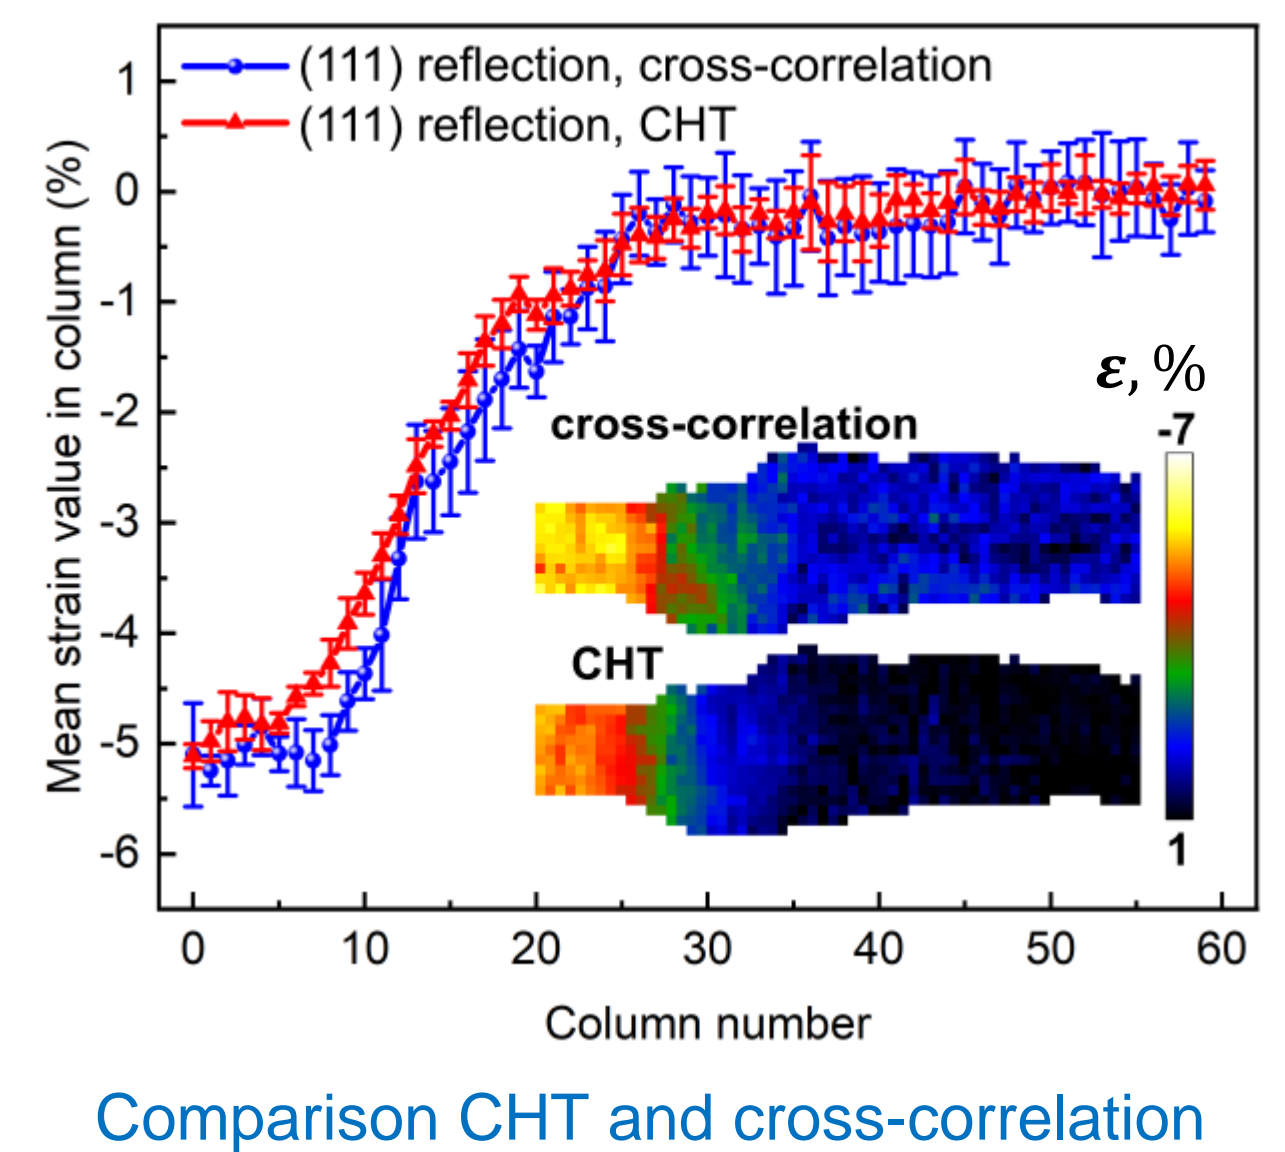 (111) reflection, cross-correlation
(111) reflection, CHT
Mean strain value in column (%)
1
0
-1
-2
-3
-4
-5
-6
0 10 20 30 40 50 60
Column number
ε, %
-7
1
cross-correlation
CHT
Comparison CHT and cross-correlation